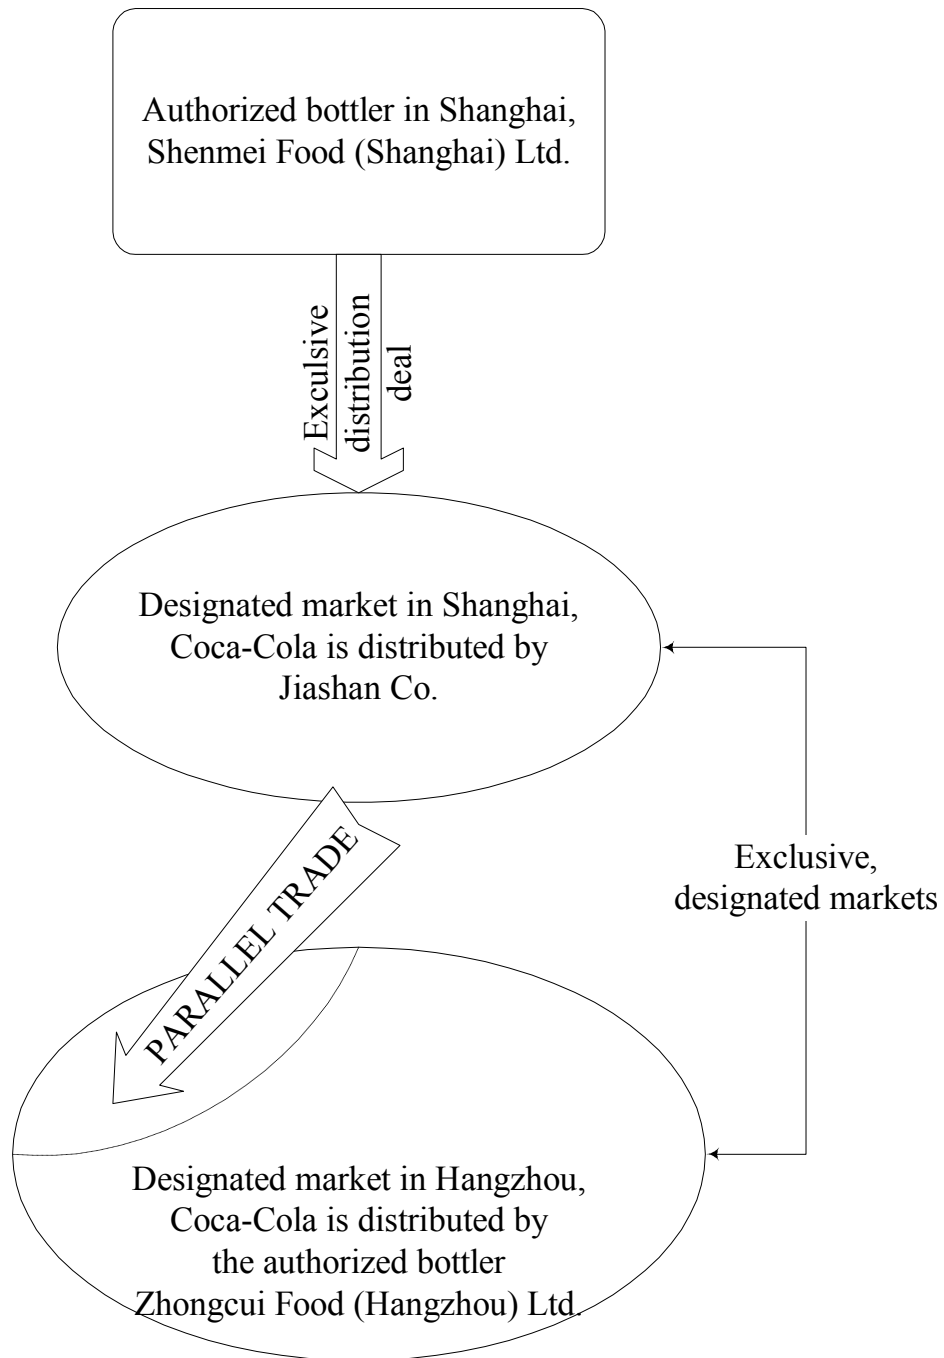 Authorized bottler in Shanghai,
Shenmei Food (Shanghai) Ltd.
Exculsive
distribution
deal
Designated market in Shanghai,
Coca-Cola is distributed by
Jiashan Co.
PARALLEL TRADE
Exclusive,
designated markets
Designated market in Hangzhou,
Coca-Cola is distributed by
the authorized bottler
Zhongcui Food (Hangzhou) Ltd.